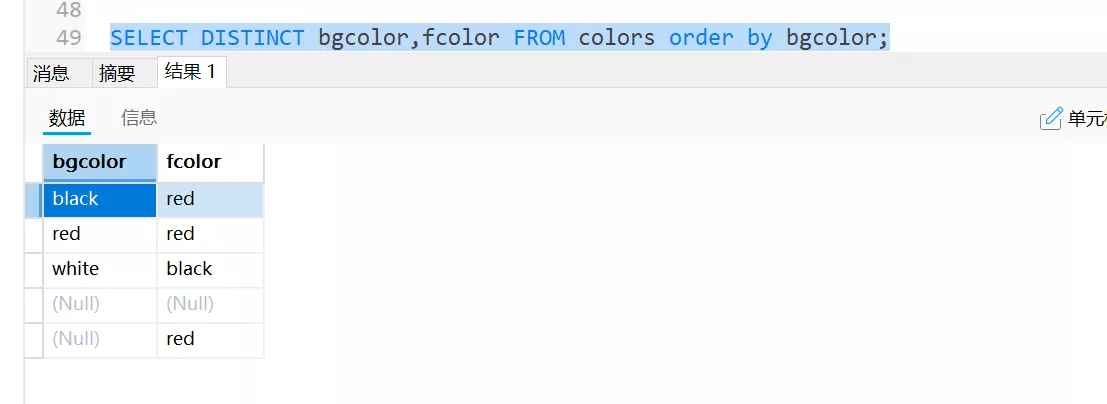 48
49 SELECT DISTINCT bgcolor,fcolor FROM colors order by bgcolor;
消息 摘要 结果 1
数据 信息 单元
bgcolor fcolor
black red
red red
white black
(Null) (Null)
(Null) red